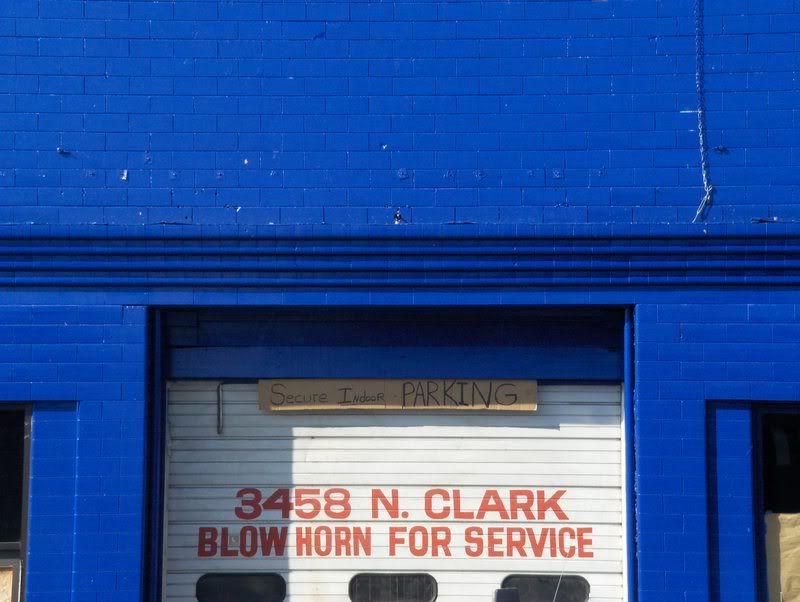 Secure Indoor - PARKING
3458 N. CLARK
BLOW HORN FOR SERVICE